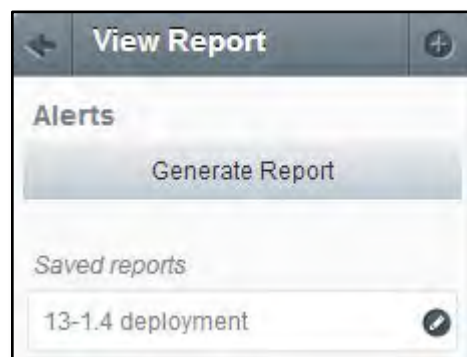 View Report
Alerts
Generate Report
Saved reports
13-1.4 deployment